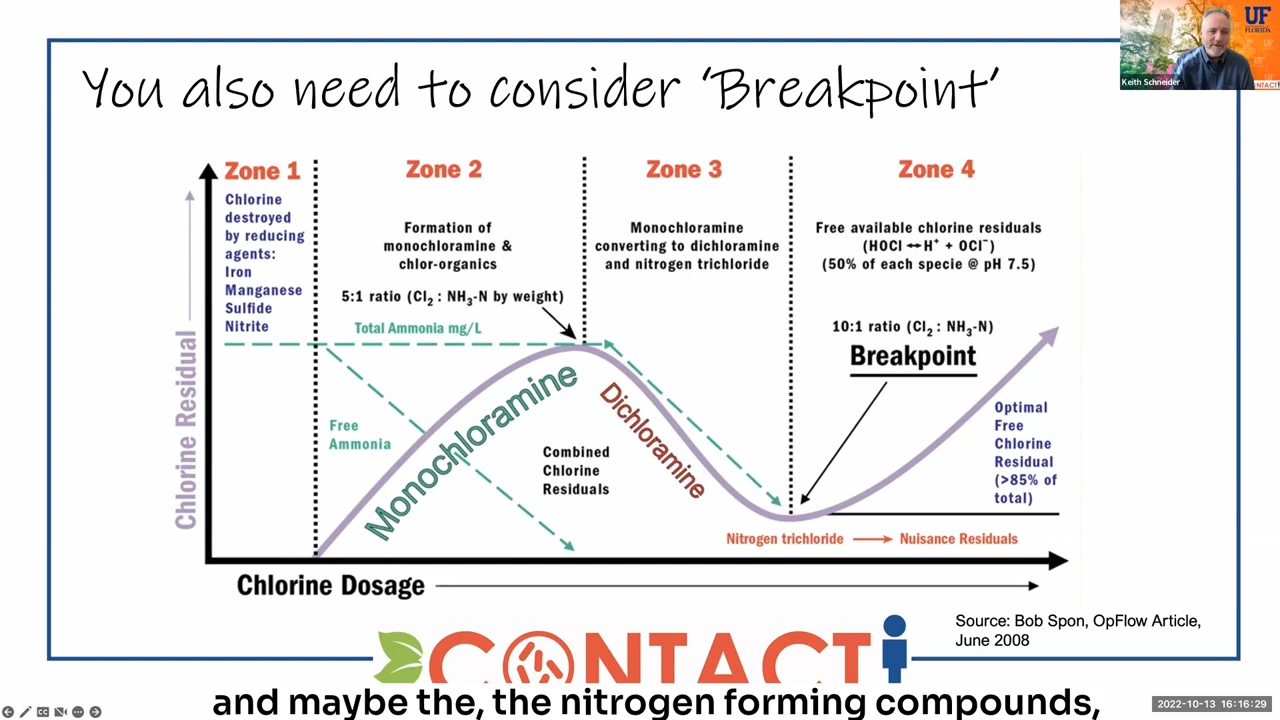 You also need to consider 'Breakpoint'
UF
FLORIDA
UF
Keith Schneider
NTACT
Zone 1
Zone 2
Zone 3
Zone 4
Chlorine
destroyed
by reducing
agents:
Iron
Manganese
Sulfide
Nitrite
Formation of
monochloramine &
chlor-organics
Monochloramine
converting to dichloramine
and nitrogen trichloride
Free available chlorine residuals
(HOCl ↔ H⁺ + OCl⁻)
(50% of each specie @ pH 7.5)
5:1 ratio (Cl₂ : NH₃-N by weight)
Total Ammonia mg/L
10:1 ratio (Cl₂ : NH₃-N)
Breakpoint
Free
Ammonia
Monochloramine
Combined
Chlorine
Residuals
Dichloramine
Optimal
Free
Chlorine
Residual
(>85% of
total)
Nitrogen trichloride → Nuisance Residuals
Chlorine Residual
Chlorine Dosage
Source: Bob Spon, OpFlow Article,
June 2008
CONTACT
and maybe the, the nitrogen forming compounds,
CC
2022-10-13 16:16:29